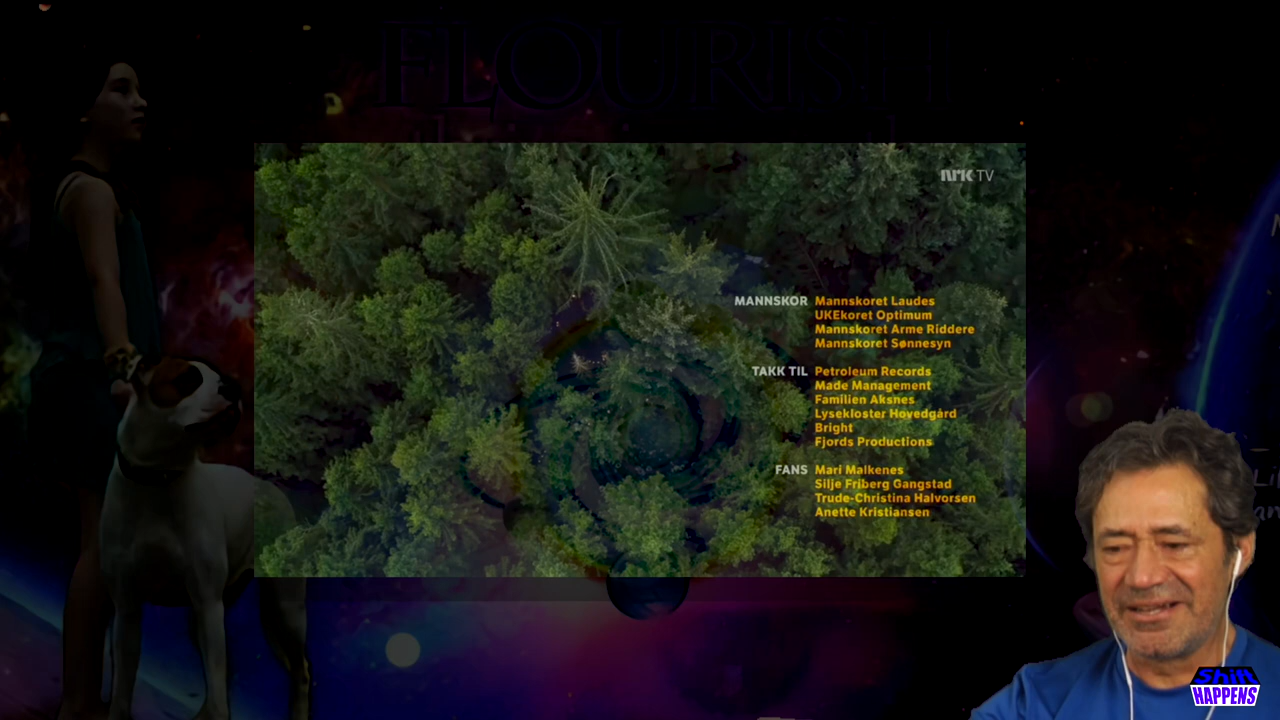 FLOURISH
nrk TV
MANNSKOR Mannskoret Laudes
UKEkoret Optimum
Mannskoret Arme Riddere
Mannskoret Sønnesyn
TAKK TIL Petroleum Records
Made Management
Familien Aksnes
Lysekloster Hovedgård
Bright
Fjords Productions
FANS Mari Malkenes
Silje Friberg Gangstad
Trude-Christina Halvorsen
Anette Kristiansen
Shift
HAPPENS